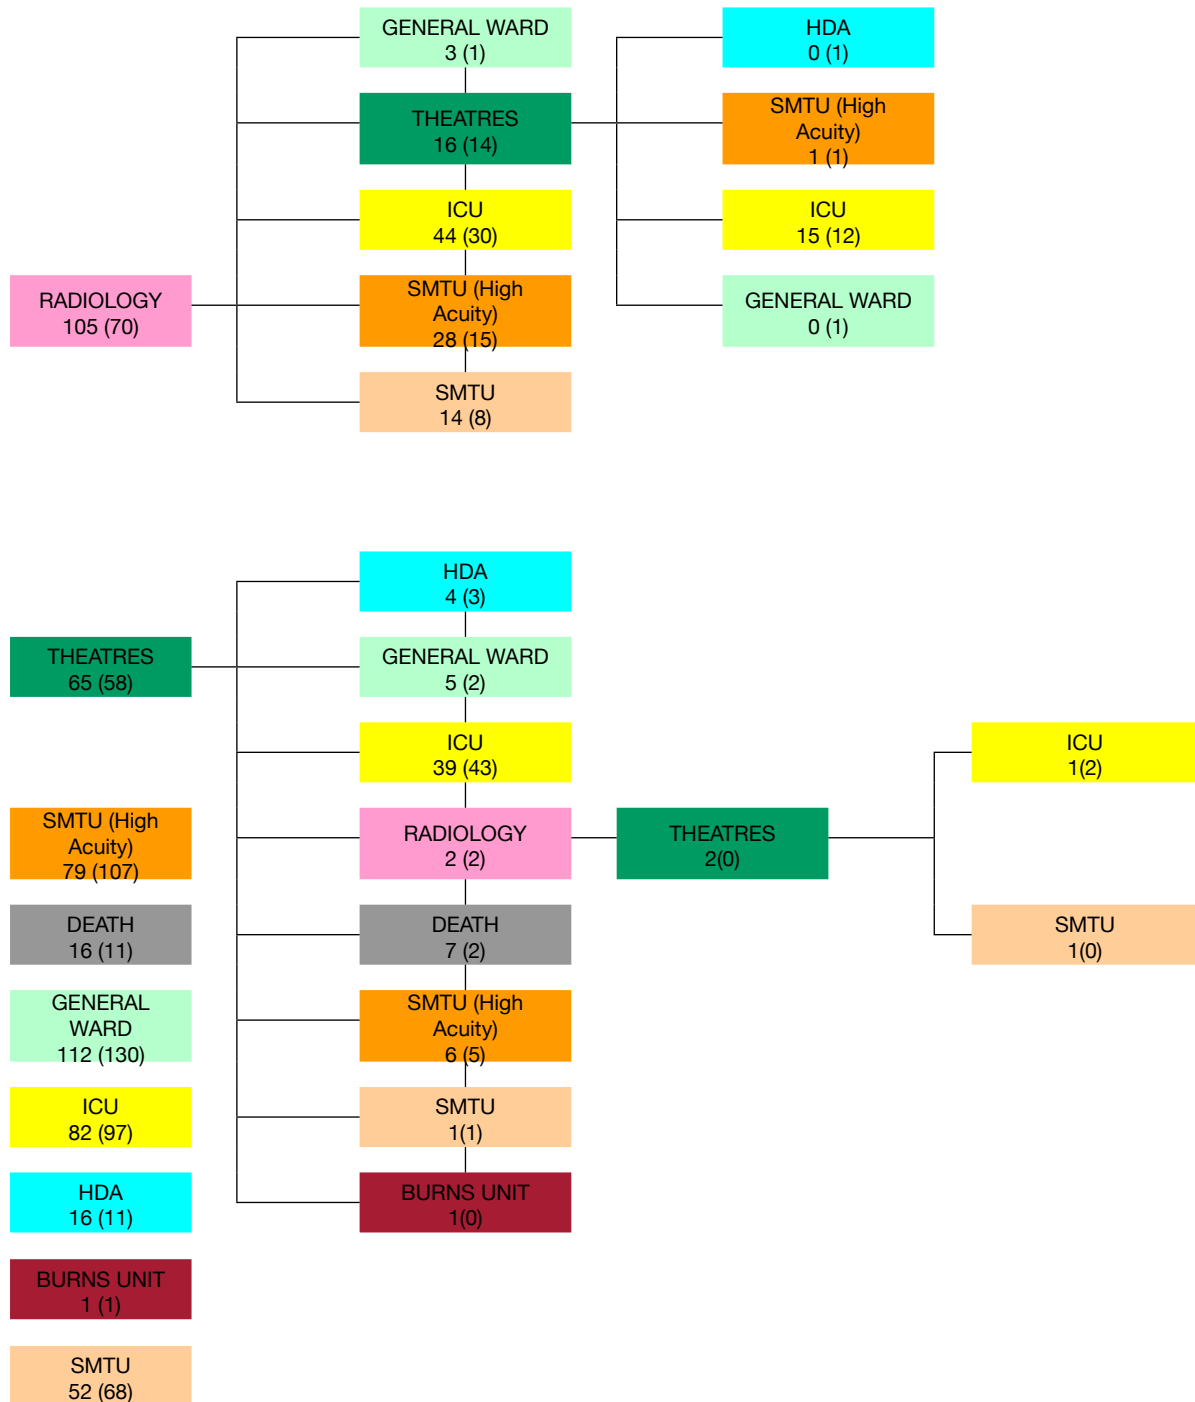 GENERAL WARD
3 (1)
HDA
0 (1)
THEATRES
16 (14)
SMTU (High
Acuity)
1 (1)
ICU
44 (30)
ICU
15 (12)
RADIOLOGY
105 (70)
SMTU (High
Acuity)
28 (15)
GENERAL WARD
0 (1)
SMTU
14 (8)
HDA
4 (3)
THEATRES
65 (58)
GENERAL WARD
5 (2)
ICU
39 (43)
ICU
1(2)
SMTU (High
Acuity)
79 (107)
RADIOLOGY
2 (2)
THEATRES
2(0)
DEATH
16 (11)
DEATH
7 (2)
SMTU
1(0)
GENERAL
WARD
112 (130)
SMTU (High
Acuity)
6 (5)
ICU
82 (97)
SMTU
1(1)
HDA
16 (11)
BURNS UNIT
1(0)
BURNS UNIT
1 (1)
SMTU
52 (68)